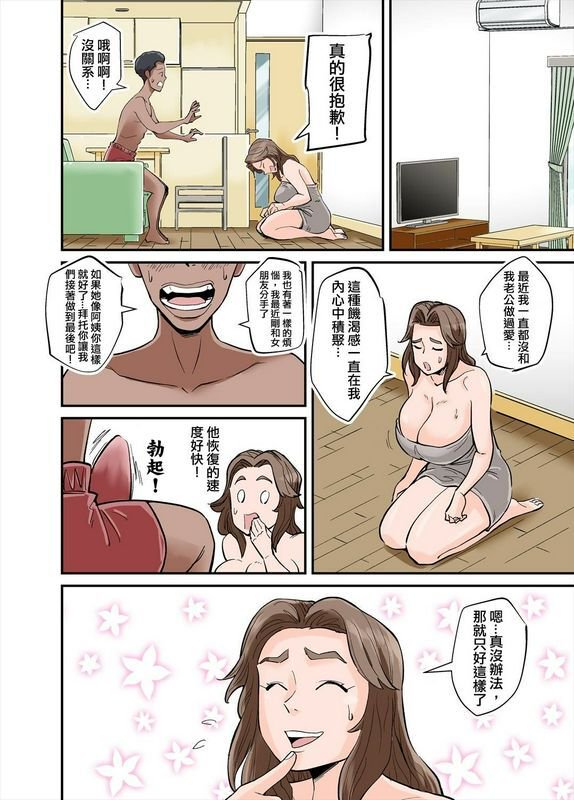 真的很抱歉！
哦啊啊！
沒關系…
最近我一直都沒和
我老公做過愛…
這種饑渴感一直在我
內心中積聚…
我也有著一樣的煩
惱，我最近剛和女
朋友分手了
如果她像阿姨你這樣
就好了…拜托你讓我
們接著做到最後吧！
他恢復的速
度好快！
勃起！
嗯…真沒辦法，
那就只好這樣了